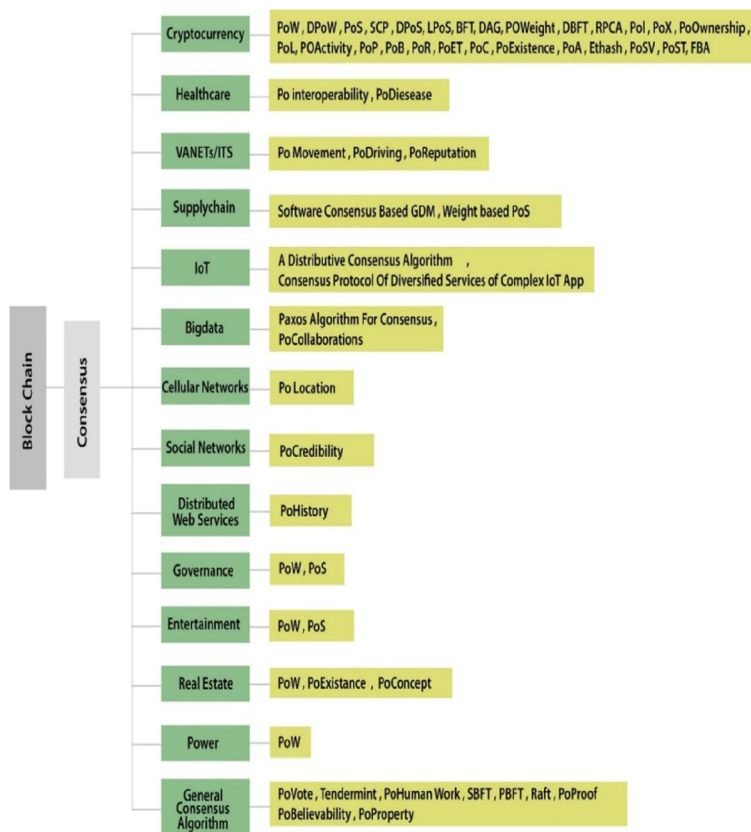 Block Chain
Consensus
Cryptocurrency
PoW , DPoW , PoS , SCP , DPoS, LPoS, BFT, DAG, POWeight , DBFT , RPCA , PoI , PoX , PoOwnership ,
PoL , POActivity , PoP , PoB , PoR , PoET , PoC , PoExistence , PoA , Ethash , PoSV , PoST, FBA
Healthcare
Po interoperability , PoDiesease
VANETs/ITS
Po Movement , PoDriving , PoReputation
Supplychain
Software Consensus Based GDM , Weight based PoS
IoT
A Distributive Consensus Algorithm ,
Consensus Protocol Of Diversified Services of Complex IoT App
Bigdata
Paxos Algorithm For Consensus ,
PoCollaborations
Cellular Networks
Po Location
Social Networks
PoCredibility
Distributed
Web Services
PoHistory
Governance
PoW , PoS
Entertainment
PoW , PoS
Real Estate
PoW , PoExistance , PoConcept
Power
PoW
General
Consensus
Algorithm
PoVote , Tendermint , PoHuman Work , SBFT , PBFT , Raft , PoProof
PoBelievability , PoProperty